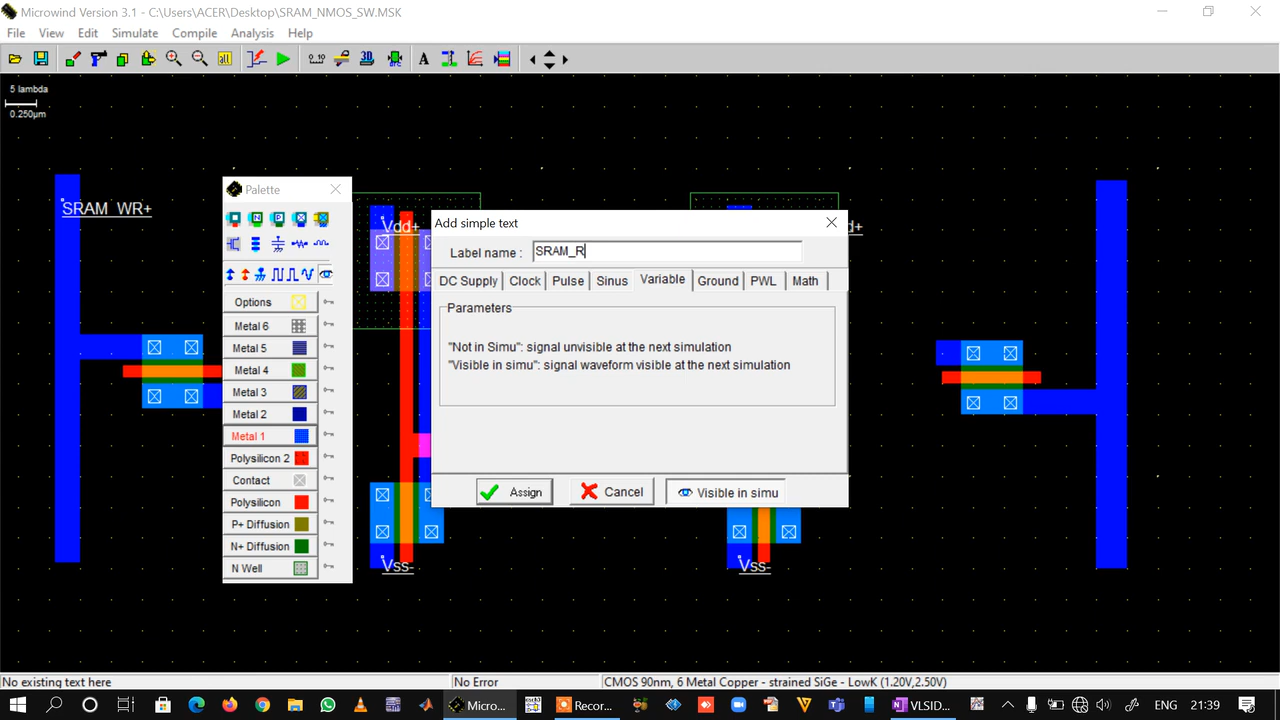 Microwind Version 3.1 - C:\Users\ACER\Desktop\SRAM_NMOS_SW.MSK
File View Edit Simulate Compile Analysis Help
5 lambda
0.250µm
SRAM_WR+
Palette
Options
Metal 6
Metal 5
Metal 4
Metal 3
Metal 2
Metal 1
Polysilicon 2
Contact
Polysilicon
P+ Diffusion
N+ Diffusion
N Well
Vdd+
d+
Add simple text
Label name : SRAM_R
DC Supply Clock Pulse Sinus Variable Ground PWL Math
Parameters
"Not in Simu": signal unvisible at the next simulation
"Visible in simu": signal waveform visible at the next simulation
Assign Cancel Visible in simu
Vss-
Vss-
No existing text here
No Error
CMOS 90nm, 6 Metal Copper - strained SiGe - LowK (1.20V,2.50V)
Micro... Recor... VLSID... ENG 21:39